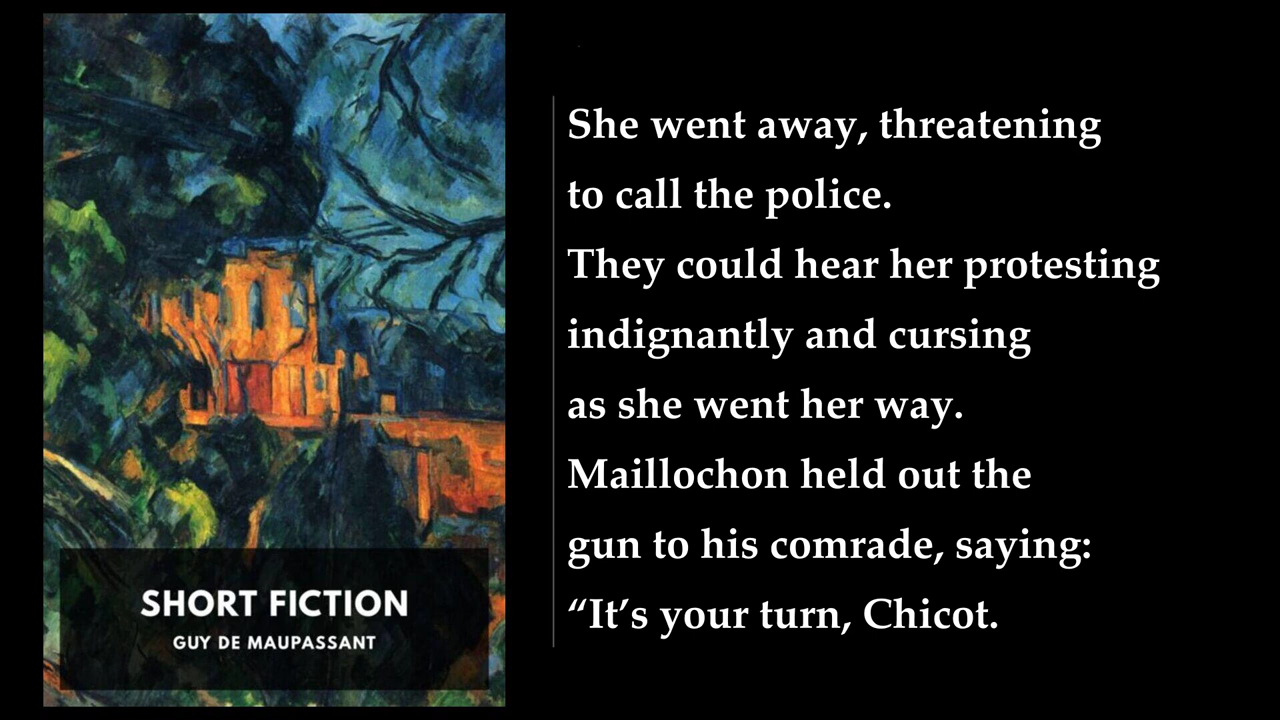 SHORT FICTION
GUY DE MAUPASSANT
She went away, threatening
to call the police.
They could hear her protesting
indignantly and cursing
as she went her way.
Maillochon held out the
gun to his comrade, saying:
“It’s your turn, Chicot.